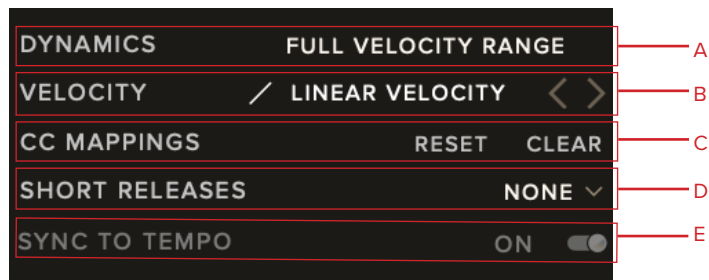 DYNAMICS FULL VELOCITY RANGE A
VELOCITY LINEAR VELOCITY B
CC MAPPINGS RESET CLEAR C
SHORT RELEASES NONE D
SYNC TO TEMPO ON E